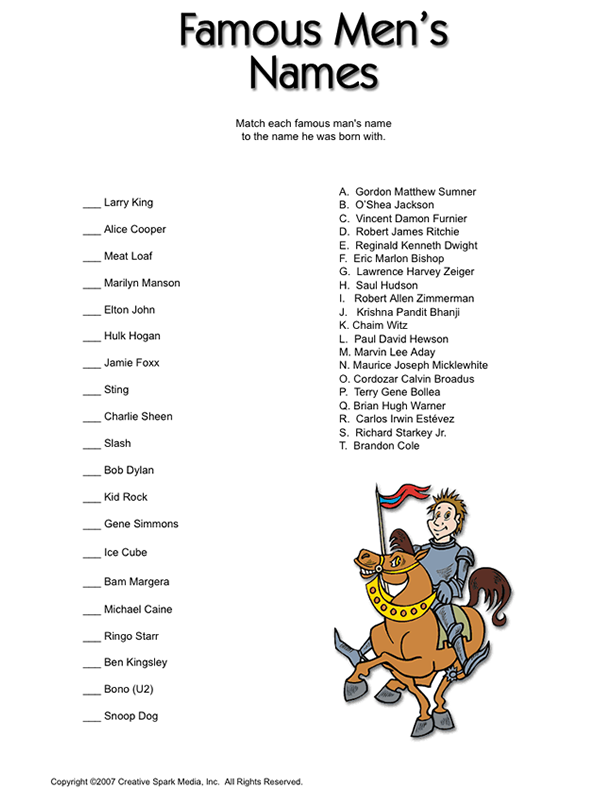 Famous Men's
Names
Match each famous man's name
to the name he was born with.
___ Larry King
___ Alice Cooper
___ Meat Loaf
___ Marilyn Manson
___ Elton John
___ Hulk Hogan
___ Jamie Foxx
___ Sting
___ Charlie Sheen
___ Slash
___ Bob Dylan
___ Kid Rock
___ Gene Simmons
___ Ice Cube
___ Bam Margera
___ Michael Caine
___ Ringo Starr
___ Ben Kingsley
___ Bono (U2)
___ Snoop Dog
A. Gordon Matthew Sumner
B. O'Shea Jackson
C. Vincent Damon Furnier
D. Robert James Ritchie
E. Reginald Kenneth Dwight
F. Eric Marlon Bishop
G. Lawrence Harvey Zeiger
H. Saul Hudson
I. Robert Allen Zimmerman
J. Krishna Pandit Bhanji
K. Chaim Witz
L. Paul David Hewson
M. Marvin Lee Aday
N. Maurice Joseph Micklewhite
O. Cordozar Calvin Broadus
P. Terry Gene Bollea
Q. Brian Hugh Warner
R. Carlos Irwin Estévez
S. Richard Starkey Jr.
T. Brandon Cole
Copyright ©2007 Creative Spark Media, Inc. All Rights Reserved.